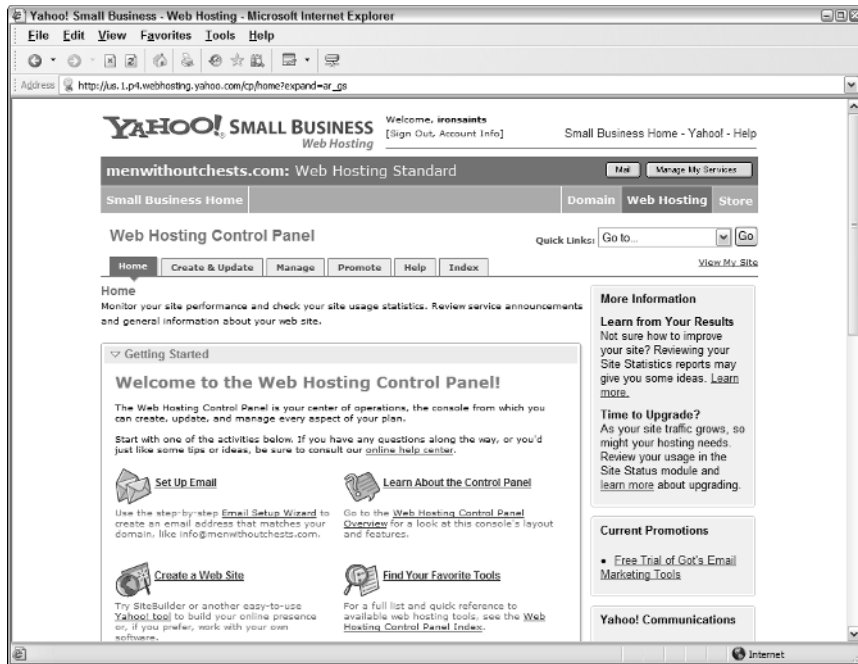 Yahoo! Small Business - Web Hosting - Microsoft Internet Explorer
File Edit View Favorites Tools Help
Address http://us.1.p4.webhosting.yahoo.com/cp/home?expand=ar_gs
YAHOO! SMALL BUSINESS
Web Hosting
Welcome, ironsaints
[Sign Out, Account Info]
Small Business Home - Yahoo! - Help
menwithoutchests.com: Web Hosting Standard
Mail Manage My Services
Small Business Home Domain Web Hosting Store
Web Hosting Control Panel
Quick Links: Go to... Go
Home Create & Update Manage Promote Help Index
View My Site
Home
Monitor your site performance and check your site usage statistics. Review service announcements
and general information about your web site.
Getting Started
Welcome to the Web Hosting Control Panel!
The Web Hosting Control Panel is your center of operations, the console from which you
can create, update, and manage every aspect of your plan.
Start with one of the activities below. If you have any questions along the way, or you'd
just like some tips or ideas, be sure to consult our online help center.
Set Up Email
Use the step-by-step Email Setup Wizard to
create an email address that matches your
domain, like info@menwithoutchests.com.
Learn About the Control Panel
Go to the Web Hosting Control Panel
Overview for a look at this console's layout
and features.
Create a Web Site
Try SiteBuilder or another easy-to-use
Yahoo! tool to build your online presence
or, if you prefer, work with your own
software.
Find Your Favorite Tools
For a full list and quick reference to
available web hosting tools, see the Web
Hosting Control Panel Index.
More Information
Learn from Your Results
Not sure how to improve
your site? Reviewing your
Site Statistics reports may
give you some ideas. Learn
more.
Time to Upgrade?
As your site traffic grows, so
might your hosting needs.
Review your usage in the
Site Status module and
learn more about upgrading.
Current Promotions
• Free Trial of Got's Email
Marketing Tools
Yahoo! Communications
Internet